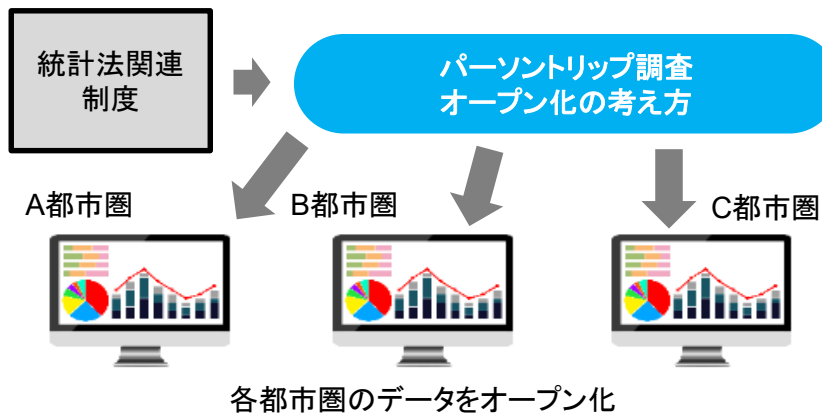 統計法関連
制度
パーソントリップ調査
オープン化の考え方
A都市圏
B都市圏
C都市圏
各都市圏のデータをオープン化